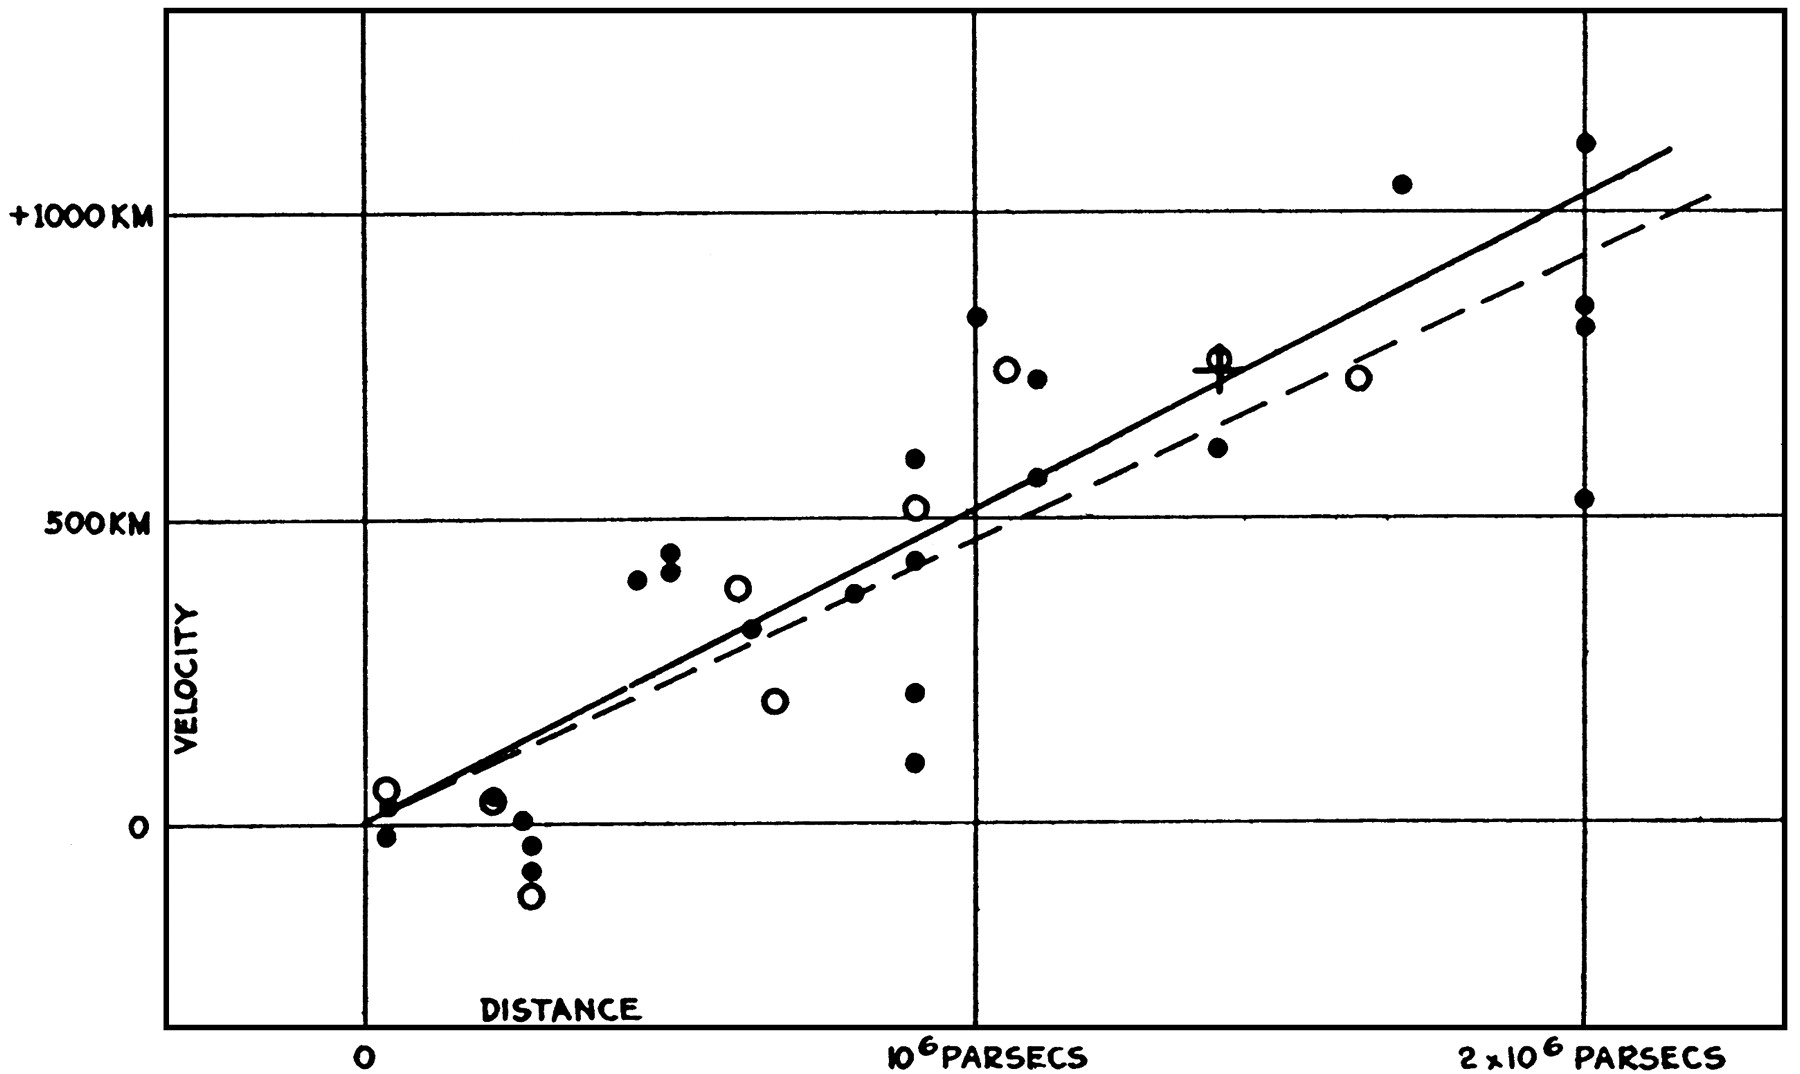 +1000 KM
500 KM
0
VELOCITY
DISTANCE
0
10⁶ PARSECS
2 x 10⁶ PARSECS